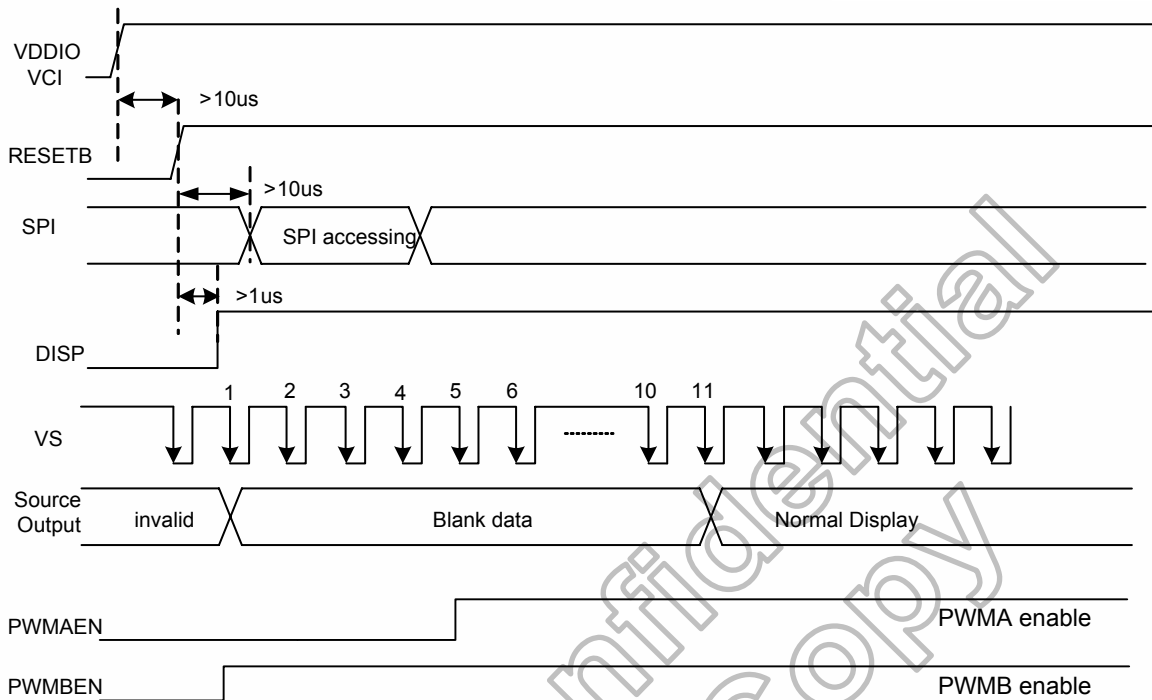 VDDIO
VCI
>10us
RESETB
>10us
SPI
SPI accessing
>1us
DISP
1 2 3 4 5 6 10 11
VS
Source
Output
invalid
Blank data
Normal Display
PWMAEN
PWMA enable
PWMBEN
PWMB enable